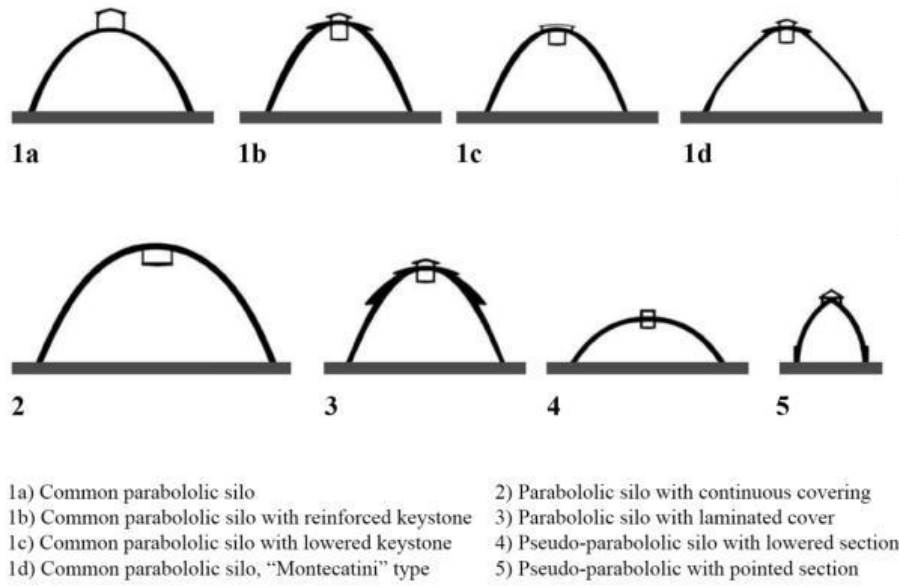 1a 1b 1c 1d
2 3 4 5
1a) Common parabololic silo
1b) Common parabololic silo with reinforced keystone
1c) Common parabololic silo with lowered keystone
1d) Common parabololic silo, “Montecatini” type
2) Parabololic silo with continuous covering
3) Parabololic silo with laminated cover
4) Pseudo-parabololic silo with lowered section
5) Pseudo-parabololic with pointed section